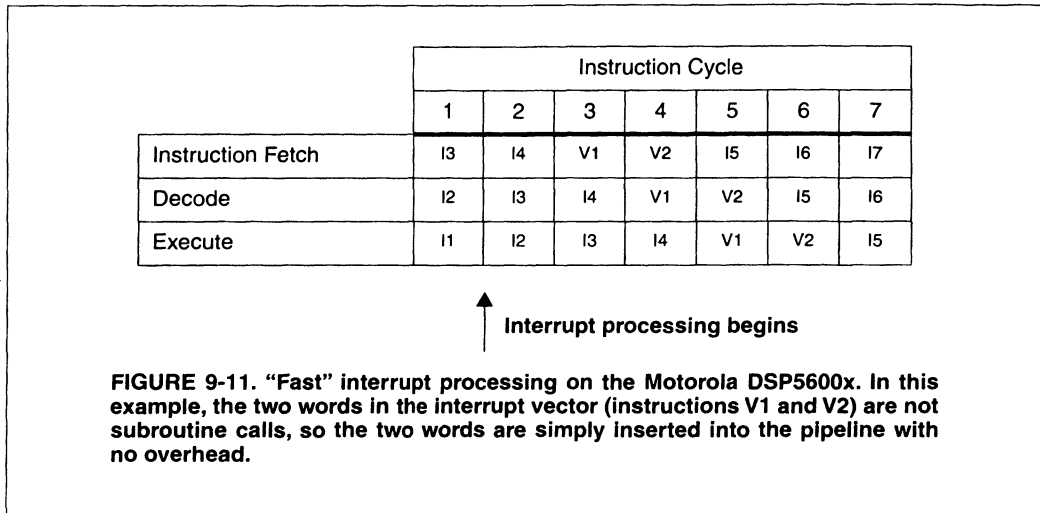 Instruction Cycle
1 2 3 4 5 6 7
Instruction Fetch I3 I4 V1 V2 I5 I6 I7
Decode I2 I3 I4 V1 V2 I5 I6
Execute I1 I2 I3 I4 V1 V2 I5
Interrupt processing begins
FIGURE 9-11. “Fast” interrupt processing on the Motorola DSP5600x. In this
example, the two words in the interrupt vector (instructions V1 and V2) are not
subroutine calls, so the two words are simply inserted into the pipeline with
no overhead.